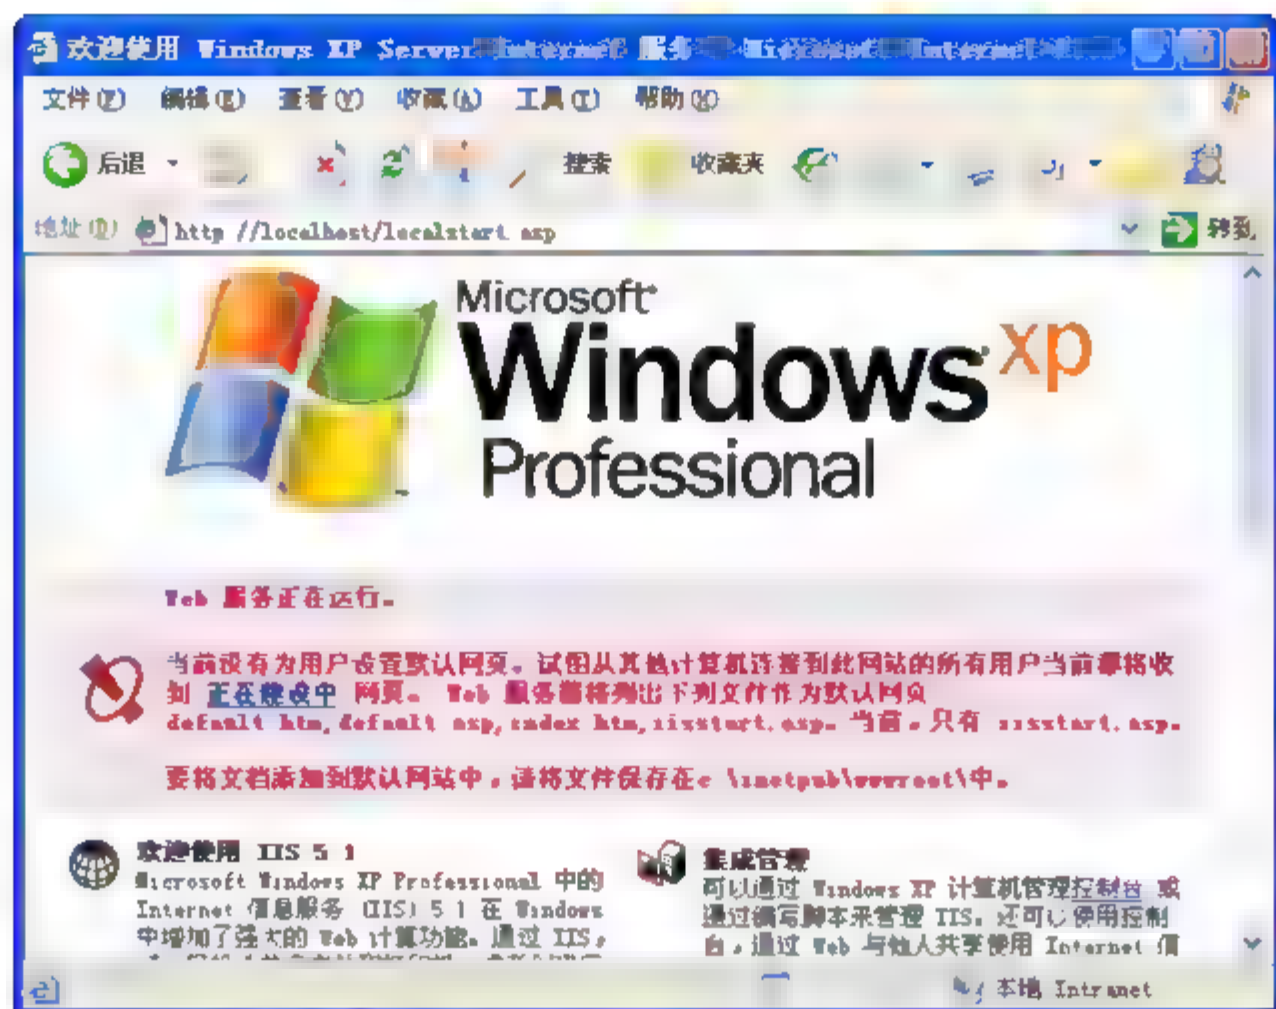 欢迎使用 Windows XP Server Internet 服务 - Microsoft Internet
文件(F) 编辑(E) 查看(V) 收藏(A) 工具(T) 帮助(H)
后退 搜索 收藏夹
地址(D) http //localhost/localstart asp 转到
Microsoft
Windows xp
Professional
Web 服务正在运行。
当前没有为用户设置默认网页。试图从其他计算机连接到此网站的所有用户当前都将收
到 正在建设中 网页。 Web 服务器将列出下列文件作为默认网页
default htm,default asp,index htm,iisstart.asp. 当前，只有 iisstart.asp.
要将文档添加到默认网站中，请将文件保存在c \inetpub\wwwroot\中。
欢迎使用 IIS 5 1
Microsoft Windows XP Professional 中的
Internet 信息服务 (IIS) 5 1 在 Windows
中增加了强大的 Web 计算功能。通过 IIS，
集成管理
可以通过 Windows XP 计算机管理控制台 或
通过编写脚本来管理 IIS. 还可以使用控制
台，通过 Web 与他人共享使用 Internet 信
本地 Intranet